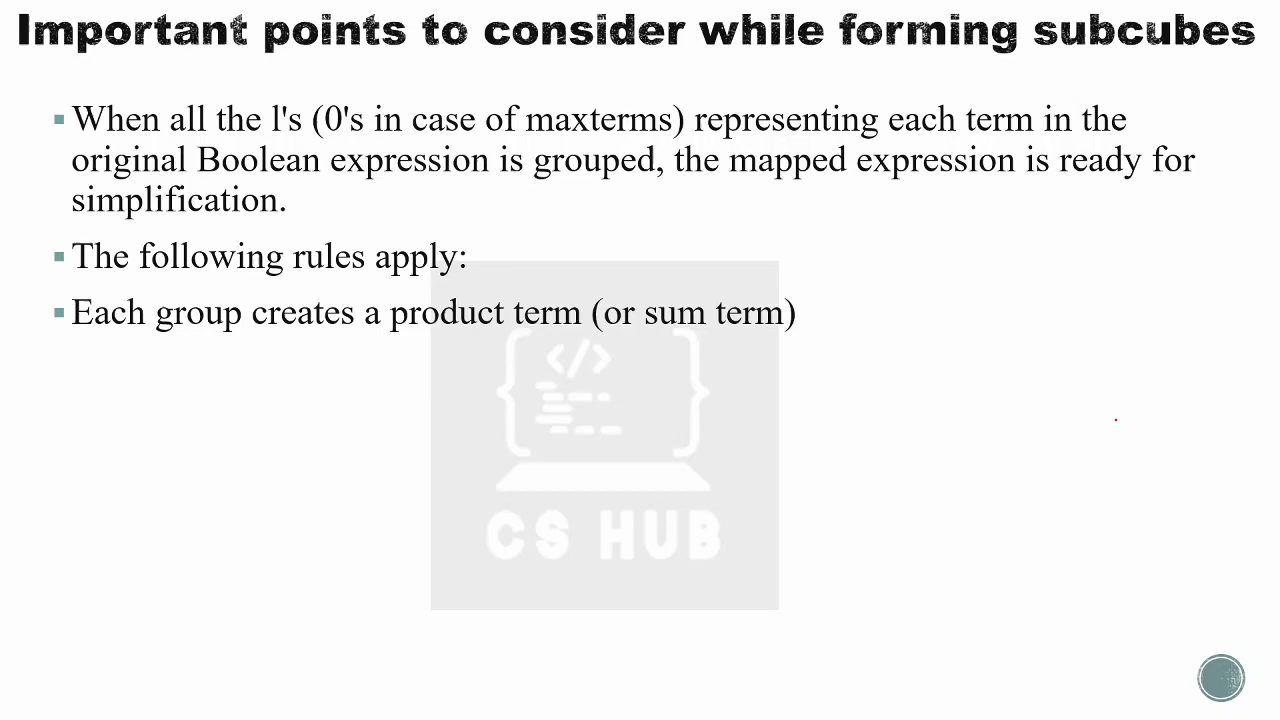 Important points to consider while forming subcubes
▪ When all the l's (0's in case of maxterms) representing each term in the
original Boolean expression is grouped, the mapped expression is ready for
simplification.
▪ The following rules apply:
▪ Each group creates a product term (or sum term)
</>
CS HUB